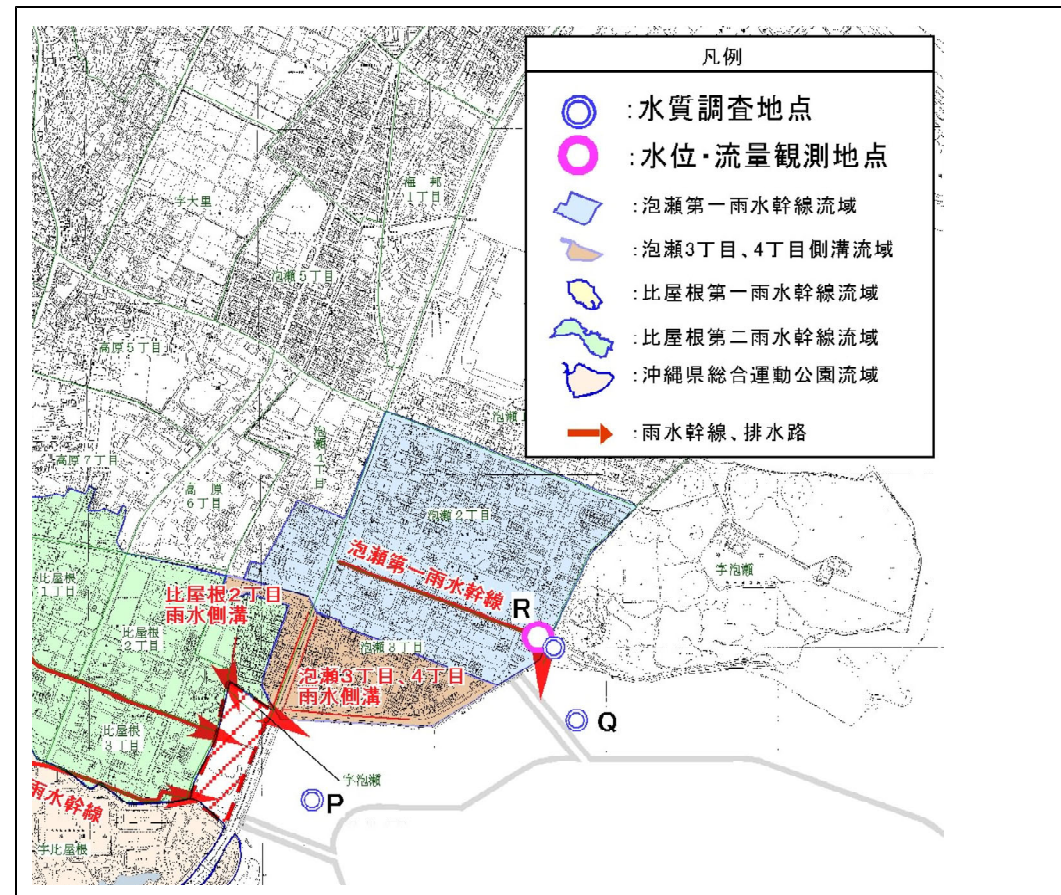 凡例
:水質調査地点
:水位・流量観測地点
:泡瀬第一雨水幹線流域
:泡瀬3丁目、4丁目側溝流域
:比屋根第一雨水幹線流域
:比屋根第二雨水幹線流域
:沖縄県総合運動公園流域
:雨水幹線、排水路
字大里
1丁目
泡瀬5丁目
高原5丁目
泡瀬4丁目
高原7丁目
高原
6丁目
泡瀬2丁目
字泡瀬
泡瀬第一雨水幹線
R
比屋根
1丁目
比屋根2丁目
雨水側溝
比屋根
2丁目
泡瀬3丁目
泡瀬3丁目、4丁目
雨水側溝
Q
比屋根
3丁目
字泡瀬
P
雨水幹線
字比屋根